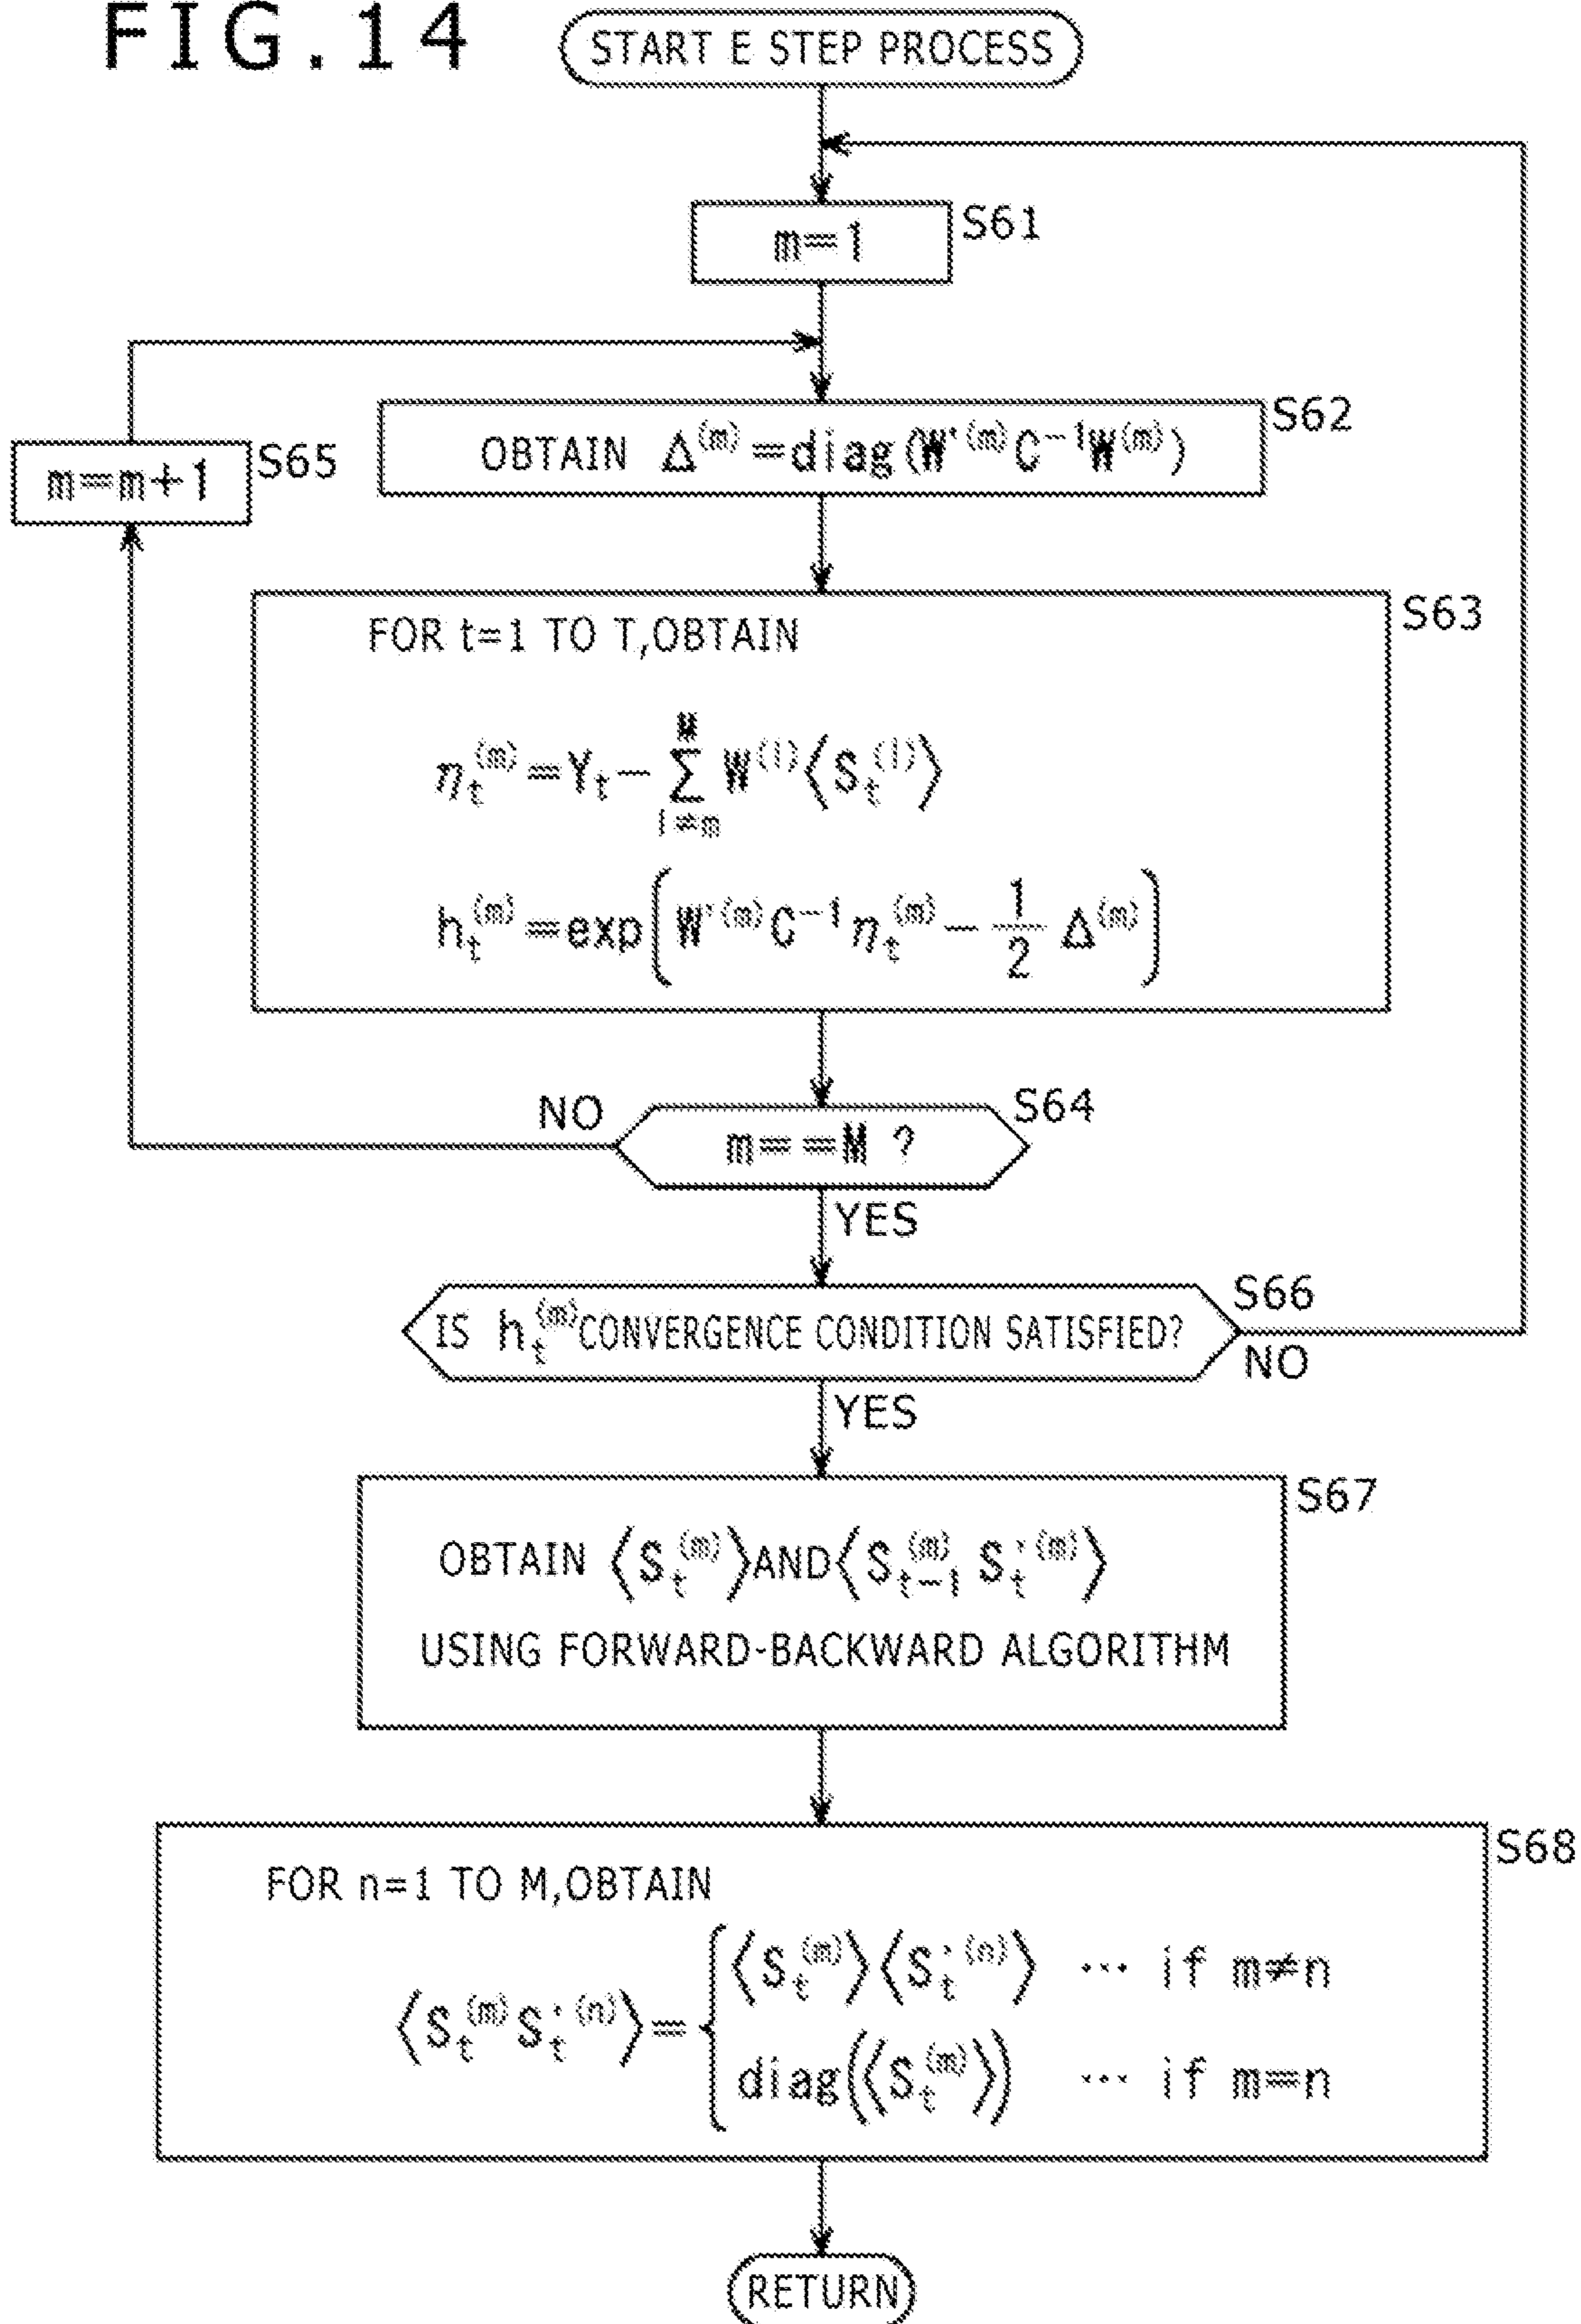 FIG.14
START E STEP PROCESS
m=1
S61
OBTAIN Δ^(m)=diag(W'^(m)C^−1W^(m))
S62
m=m+1
S65
FOR t=1 TO T,OBTAIN
S63
η_t^(m)=Y_t−∑_{l≠m}^{M}W^(l)⟨S_t^(l)⟩
h_t^(m)=exp(W'^(m)C^−1η_t^(m)−1/2 Δ^(m))
NO
m==M ?
S64
YES
IS h_t^(m) CONVERGENCE CONDITION SATISFIED?
S66
NO
YES
S67
OBTAIN ⟨S_t^(m)⟩AND⟨S_{t−1}^(m) S'_t^(m)⟩
USING FORWARD-BACKWARD ALGORITHM
S68
FOR n=1 TO M,OBTAIN
⟨S_t^(m)⟩⟨S'_t^(n)⟩ ··· if m≠n
⟨S_t^(m)S'_t^(n)⟩={
diag(⟨S_t^(m)⟩) ··· if m=n
RETURN